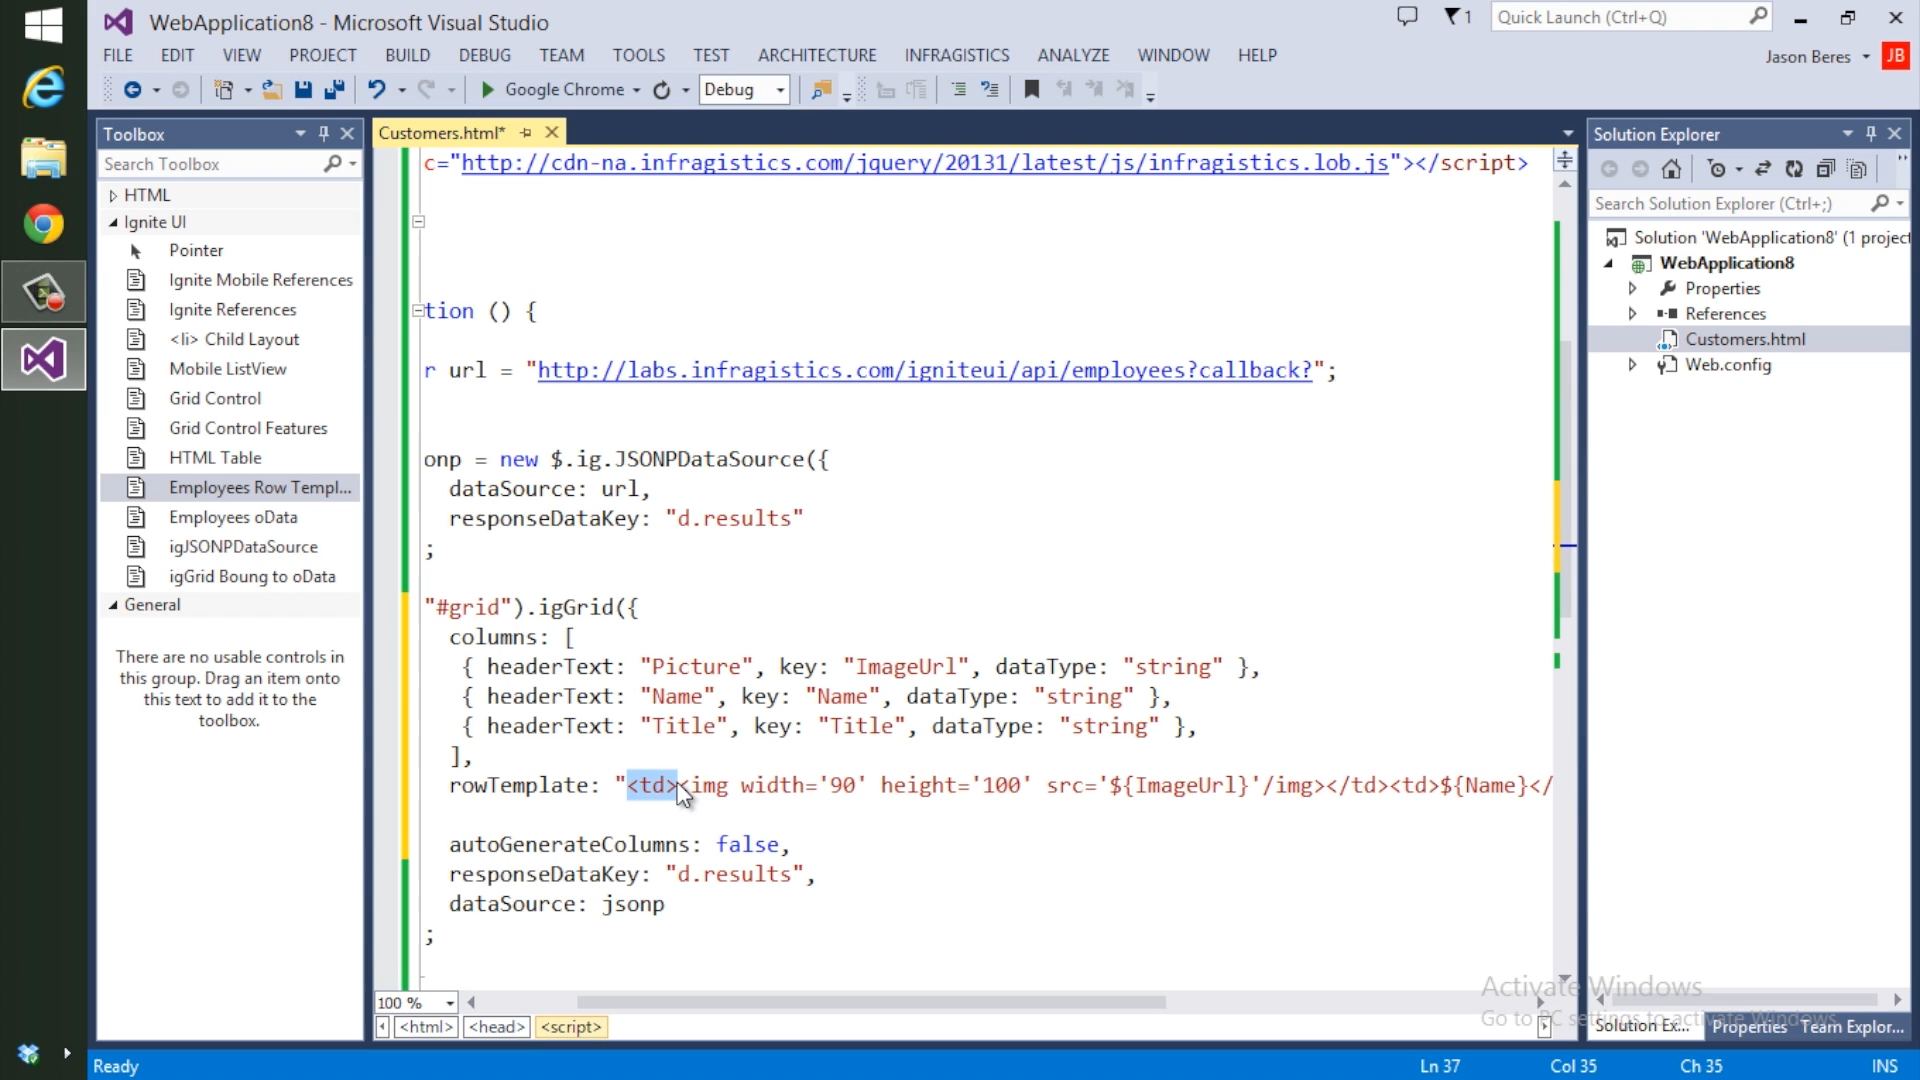 WebApplication8 - Microsoft Visual Studio
1
Quick Launch (Ctrl+Q)
FILE EDIT VIEW PROJECT BUILD DEBUG TEAM TOOLS TEST ARCHITECTURE INFRAGISTICS ANALYZE WINDOW HELP
Jason Beres
JB
Google Chrome
Debug
Toolbox
Search Toolbox
HTML
Ignite UI
Pointer
Ignite Mobile References
Ignite References
<li> Child Layout
Mobile ListView
Grid Control
Grid Control Features
HTML Table
Employees Row Templ...
Employees oData
igJSONPDataSource
igGrid Boung to oData
General
There are no usable controls in
this group. Drag an item onto
this text to add it to the
toolbox.
Customers.html*
c="http://cdn-na.infragistics.com/jquery/20131/latest/js/infragistics.lob.js"></script>
tion () {
r url = "http://labs.infragistics.com/igniteui/api/employees?callback?";
onp = new $.ig.JSONPDataSource({
dataSource: url,
responseDataKey: "d.results"
;
"#grid").igGrid({
columns: [
{ headerText: "Picture", key: "ImageUrl", dataType: "string" },
{ headerText: "Name", key: "Name", dataType: "string" },
{ headerText: "Title", key: "Title", dataType: "string" },
],
rowTemplate: "<td><img width='90' height='100' src='${ImageUrl}'/img></td><td>${Name}</
autoGenerateColumns: false,
responseDataKey: "d.results",
dataSource: jsonp
;
100 %
<html> <head> <script>
Solution Explorer
Search Solution Explorer (Ctrl+;)
Solution 'WebApplication8' (1 project
WebApplication8
Properties
References
Customers.html
Web.config
Activate Windows
Go to PC settings to activate Windows.
Solution Ex... Properties Team Explor...
Ready
Ln 37
Col 35
Ch 35
INS